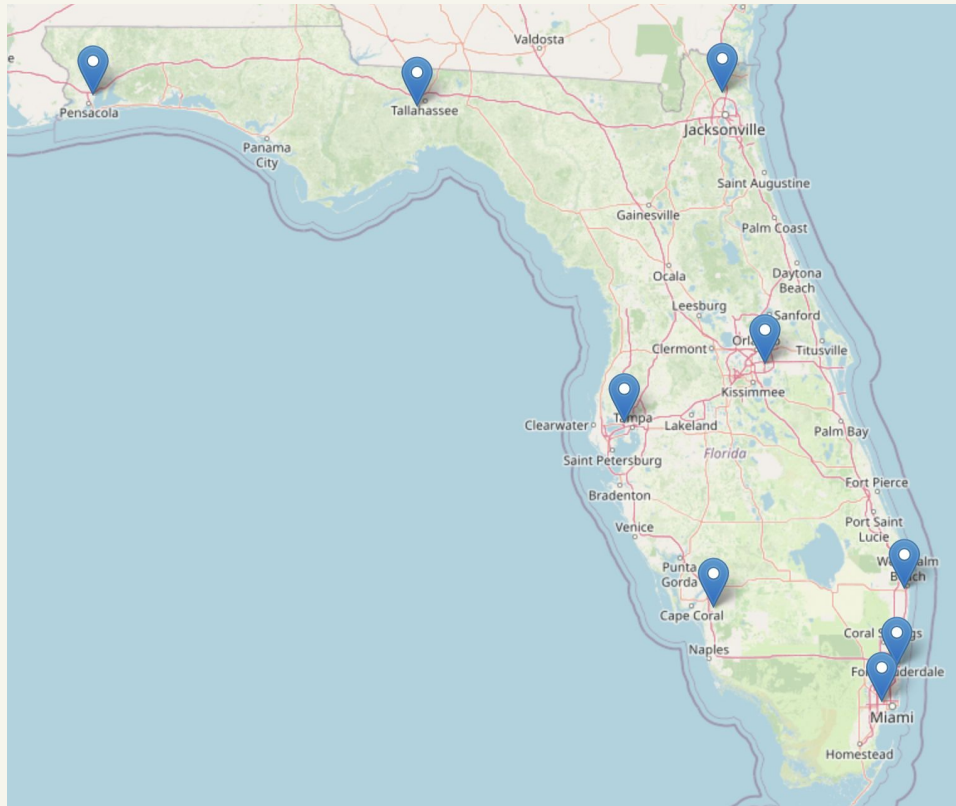 Valdosta
e
Pensacola
Tallahassee
Jacksonville
Panama
City
Saint Augustine
Gainesville
Palm Coast
Ocala
Daytona
Beach
Leesburg
Sanford
Clermont
Titusville
Kissimmee
Tampa
Clearwater
Lakeland
Palm Bay
Florida
Saint Petersburg
Bradenton
Fort Pierce
Venice
Port Saint
Lucie
Punta
Gorda
Cape Coral
Naples
Miami
Homestead